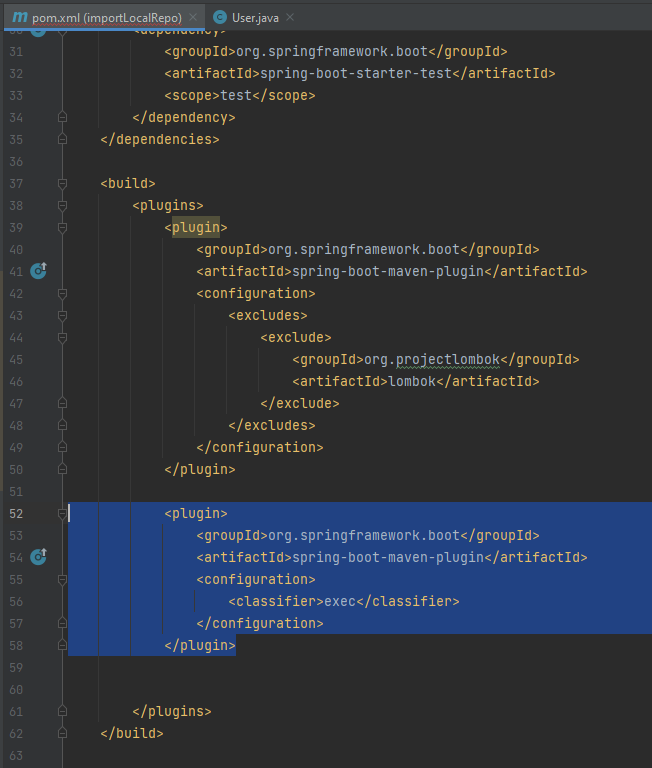 m pom.xml (importLocalRepo) × C User.java ×
<dependency>
31 <groupId>org.springframework.boot</groupId>
32 <artifactId>spring-boot-starter-test</artifactId>
33 <scope>test</scope>
34 </dependency>
35 </dependencies>
36
37 <build>
38 <plugins>
39 <plugin>
40 <groupId>org.springframework.boot</groupId>
41 <artifactId>spring-boot-maven-plugin</artifactId>
42 <configuration>
43 <excludes>
44 <exclude>
45 <groupId>org.projectlombok</groupId>
46 <artifactId>lombok</artifactId>
47 </exclude>
48 </excludes>
49 </configuration>
50 </plugin>
51
52 <plugin>
53 <groupId>org.springframework.boot</groupId>
54 <artifactId>spring-boot-maven-plugin</artifactId>
55 <configuration>
56 <classifier>exec</classifier>
57 </configuration>
58 </plugin>
59
60
61 </plugins>
62 </build>
63